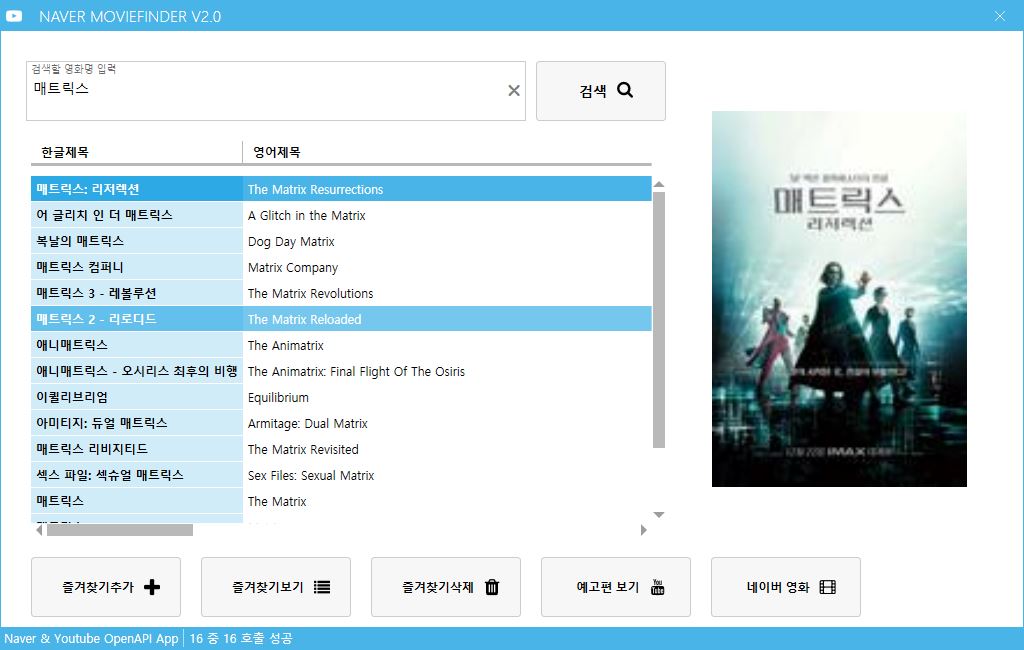 NAVER MOVIEFINDER V2.0
검색할 영화명 입력
매트릭스
검색
한글제목 영어제목
매트릭스: 리저렉션 The Matrix Resurrections
어 글리치 인 더 매트릭스 A Glitch in the Matrix
복날의 매트릭스 Dog Day Matrix
매트릭스 컴퍼니 Matrix Company
매트릭스 3 - 레볼루션 The Matrix Revolutions
매트릭스 2 - 리로디드 The Matrix Reloaded
애니매트릭스 The Animatrix
애니매트릭스 - 오시리스 최후의 비행 The Animatrix: Final Flight Of The Osiris
이퀼리브리엄 Equilibrium
아미티지: 듀얼 매트릭스 Armitage: Dual Matrix
매트릭스 리비지티드 The Matrix Revisited
섹스 파일: 섹슈얼 매트릭스 Sex Files: Sexual Matrix
매트릭스 The Matrix
매트릭스
리저렉션
IMAX
즐겨찾기추가
즐겨찾기보기
즐겨찾기삭제
예고편 보기
You Tube
네이버 영화
Naver & Youtube OpenAPI App 16 중 16 호출 성공